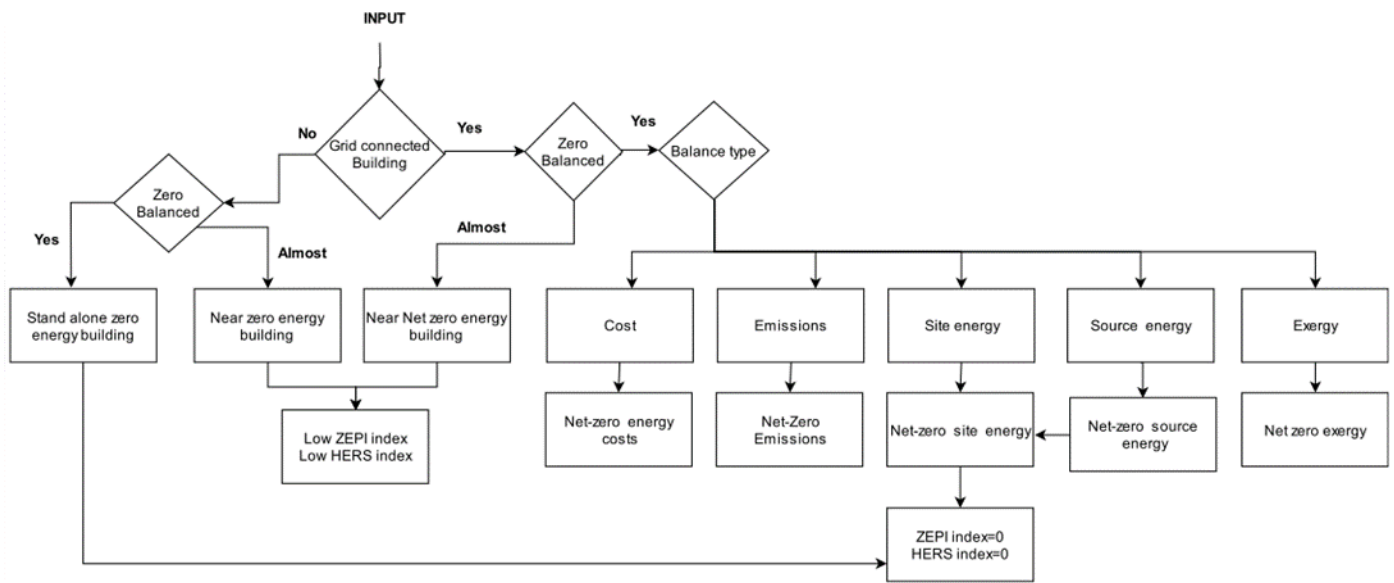 INPUT
No
Grid connected
Building
Yes
Zero
Balanced
Yes
Balance type
Zero
Balanced
Yes
Almost
Almost
Stand alone zero
energy building
Near zero energy
building
Near Net zero energy
building
Cost
Emissions
Site energy
Source energy
Exergy
Low ZEPI index
Low HERS index
Net-zero energy
costs
Net-Zero
Emissions
Net-zero site energy
Net-zero source
energy
Net zero exergy
ZEPI index=0
HERS index=0